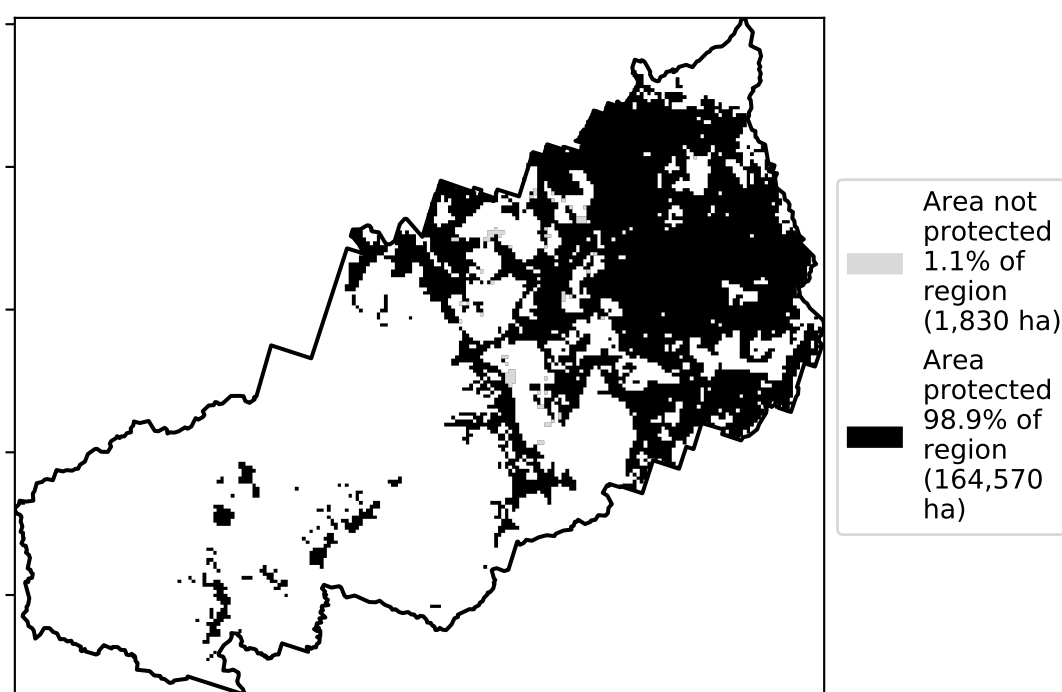 Area not
protected
1.1% of
region
(1,830 ha)
Area
protected
98.9% of
region
(164,570
ha)